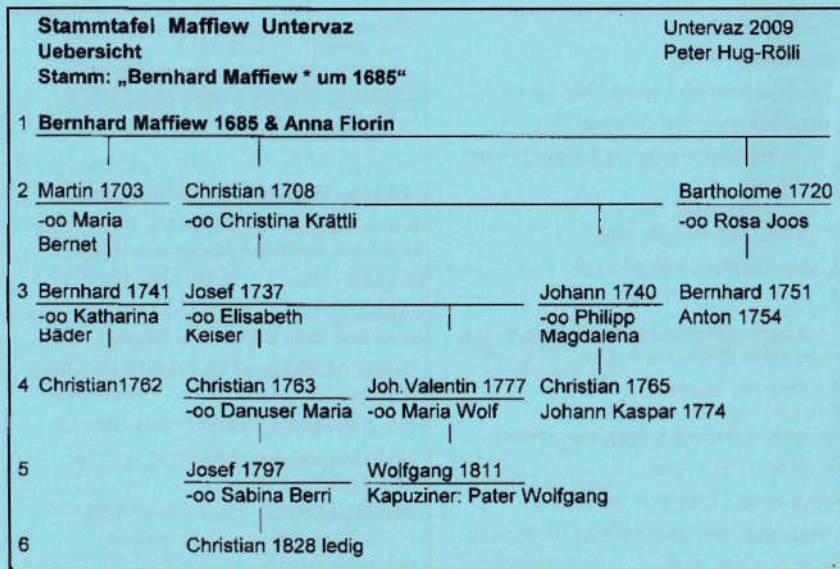 Stammtafel Maffiew Untervaz Untervaz 2009
Uebersicht Peter Hug-Rölli
Stamm: „Bernhard Maffiew * um 1685“
1 Bernhard Maffiew 1685 & Anna Florin
2 Martin 1703 Christian 1708 Bartholome 1720
-oo Maria -oo Christina Krättli -oo Rosa Joos
Bernet
3 Bernhard 1741 Josef 1737 Johann 1740 Bernhard 1751
-oo Katharina -oo Elisabeth -oo Philipp Anton 1754
Bäder Keiser Magdalena
4 Christian1762 Christian 1763 Joh.Valentin 1777 Christian 1765
-oo Danuser Maria -oo Maria Wolf Johann Kaspar 1774
5 Josef 1797 Wolfgang 1811
-oo Sabina Berri Kapuziner: Pater Wolfgang
6 Christian 1828 ledig